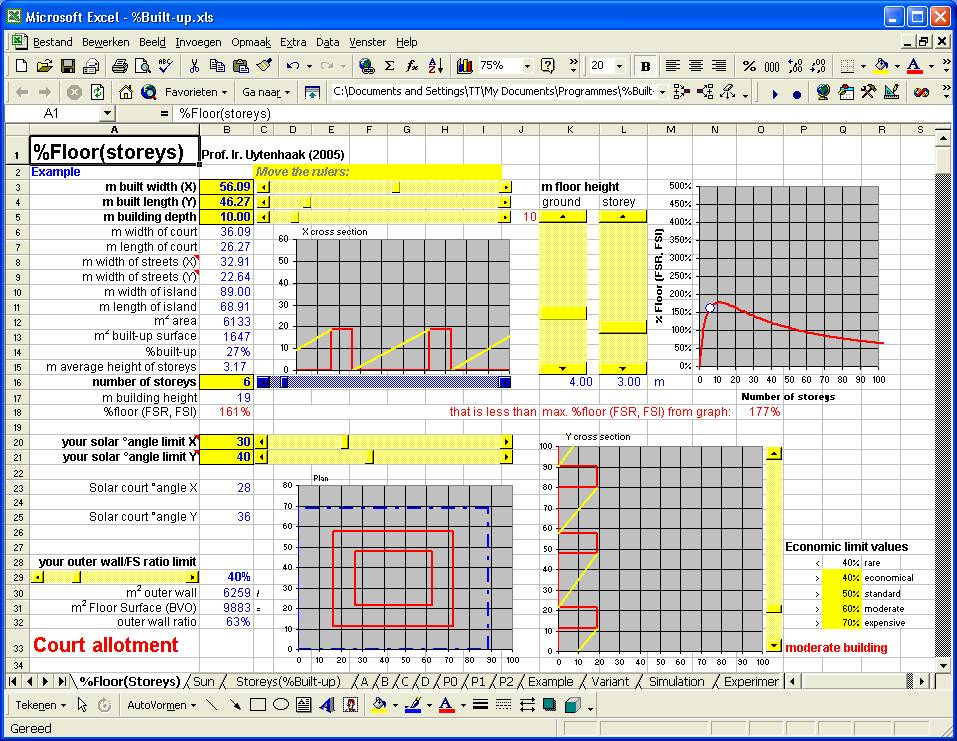 Microsoft Excel - %Built-up.xls
Bestand Bewerken Beeld Invoegen Opmaak Extra Data Venster Help
75% 20 B % 000
Favorieten Ga naar C:\Documents and Settings\TT\My Documents\Programmes\%Built-
A1 = %Floor(storeys)
A B C D E F G H I J K L M N O P Q R S
1 %Floor(storeys) Prof. Ir. Uytenhaak (2005)
2 Example Move the rulers:
3 m built width (X) 56.09 m floor height
4 m built length (Y) 46.27 ground storey
5 m building depth 10.00 10
6 m width of court 36.09
7 m length of court 26.27
8 m width of streets (X) 32.91
9 m width of streets (Y) 22.64
10 m width of island 89.00
11 m length of island 68.91
12 m² area 6133
13 m² built-up surface 1647
14 %built-up 27%
15 m average height of storeys 3.17
16 number of storeys 6 4.00 3.00 m
17 m building height 19
18 %floor (FSR, FSI) 161% that is less than max. %floor (FSR, FSI) from graph: 177%
X cross section
60
50
40
30
20
10
0
% Floor (FSR, FSI)
500%
450%
400%
350%
300%
250%
200%
150%
100%
50%
0%
0 10 20 30 40 50 60 70 80 90 100
Number of storeys
19
20 your solar °angle limit X 30
21 your solar °angle limit Y 40
22
23 Solar court °angle X 28
24
25 Solar court °angle Y 36
26
27
28 your outer wall/FS ratio limit
29 40%
30 m² outer wall 6259 /
31 m² Floor Surface (BVO) 9883 =
32 outer wall ratio 63%
33 Court allotment
34
Plan
80
70
60
50
40
30
20
10
0
0 10 20 30 40 50 60 70 80 90 100
Y cross section
100
90
80
70
60
50
40
30
20
10
0
0 10 20 30 40 50 60 70 80 90 100
Economic limit values
< 40% rare
> 40% economical
> 50% standard
> 60% moderate
> 70% expensive
moderate building
%Floor(Storeys) Sun Storeys(%Built-up) A B C D P0 P1 P2 Example Variant Simulation Experimer
Tekenen AutoVormen
Gereed